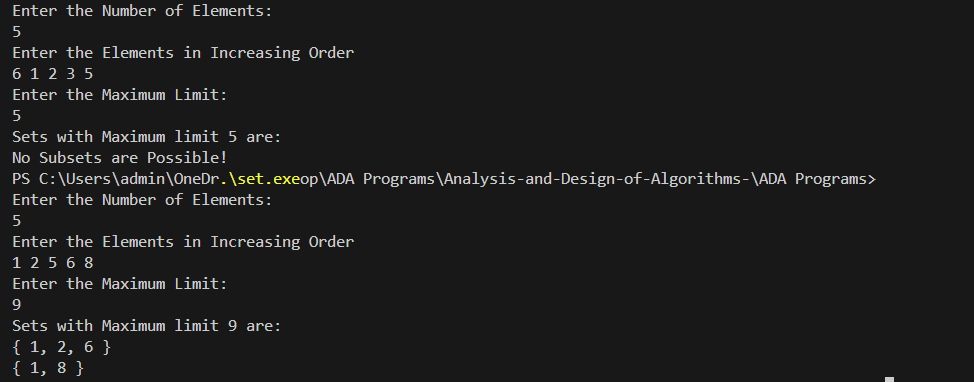 Enter the Number of Elements:
5
Enter the Elements in Increasing Order
6 1 2 3 5
Enter the Maximum Limit:
5
Sets with Maximum limit 5 are:
No Subsets are Possible!
PS C:\Users\admin\OneDr.\set.exeop\ADA Programs\Analysis-and-Design-of-Algorithms-\ADA Programs>
Enter the Number of Elements:
5
Enter the Elements in Increasing Order
1 2 5 6 8
Enter the Maximum Limit:
9
Sets with Maximum limit 9 are:
{ 1, 2, 6 }
{ 1, 8 }